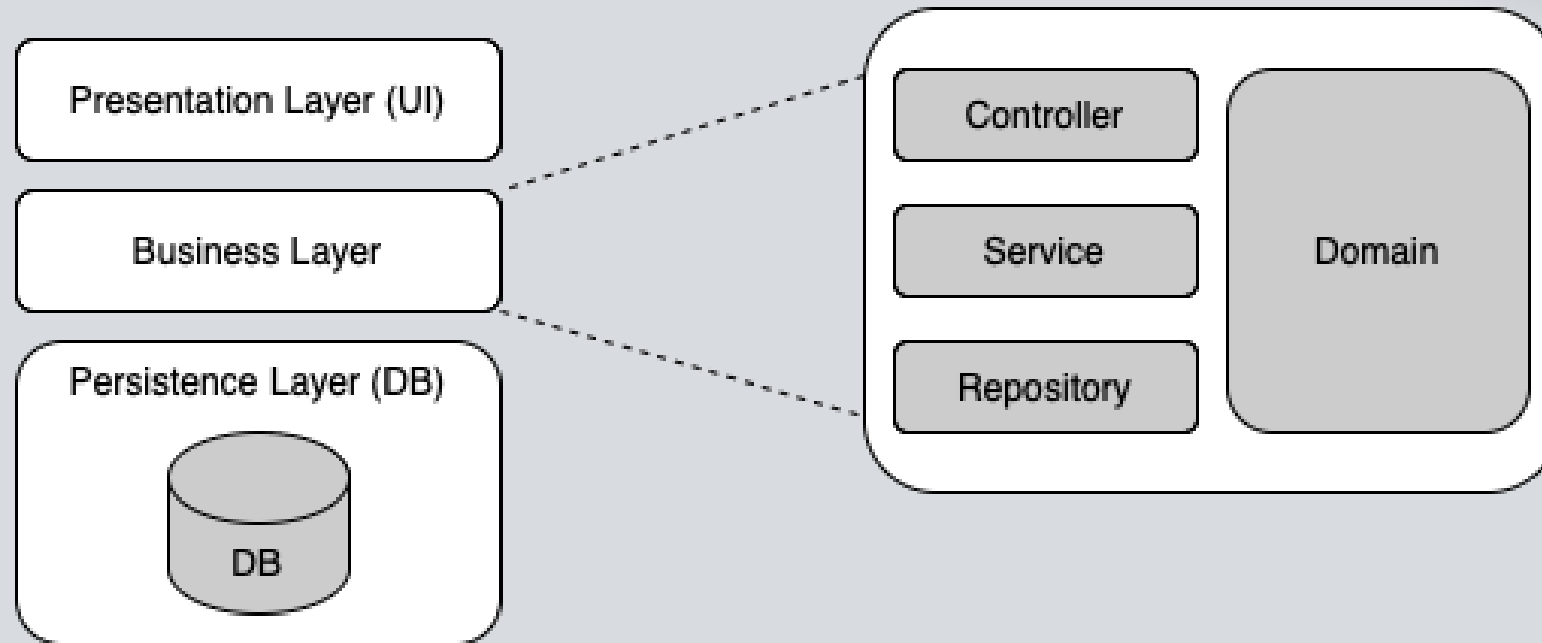 Presentation Layer (UI)
Business Layer
Persistence Layer (DB)
DB
Controller
Service
Repository
Domain